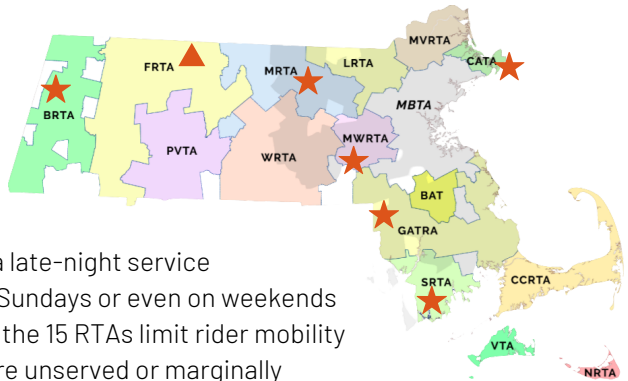 MVRTA
CATA
LRTA
FRTA
MRTA
MBTA
BRTA
MWRTA
PVTA
WRTA
BAT
GATRA
a late-night service
Sundays or even on weekends
SRTA
CCRTA
the 15 RTAs limit rider mobility
VTA
re unserved or marginally
NRTA